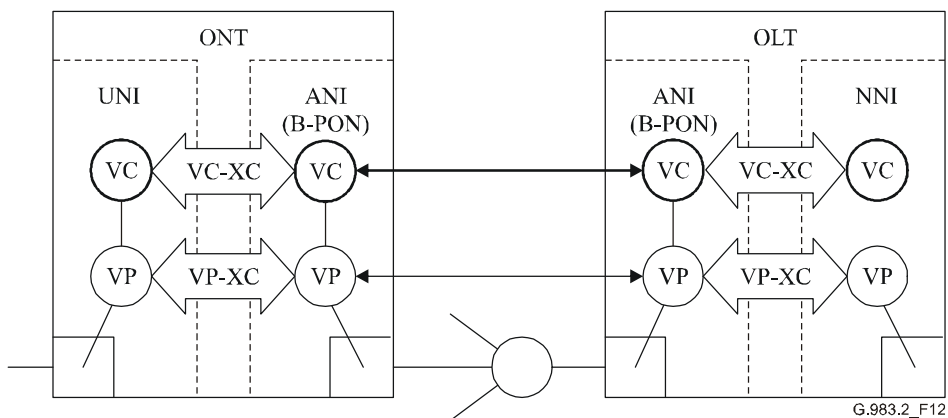 ONT
OLT
UNI
ANI
(B-PON)
ANI
(B-PON)
NNI
VC
VC-XC
VC
VC
VC-XC
VC
VP
VP-XC
VP
VP
VP-XC
VP
G.983.2_F12